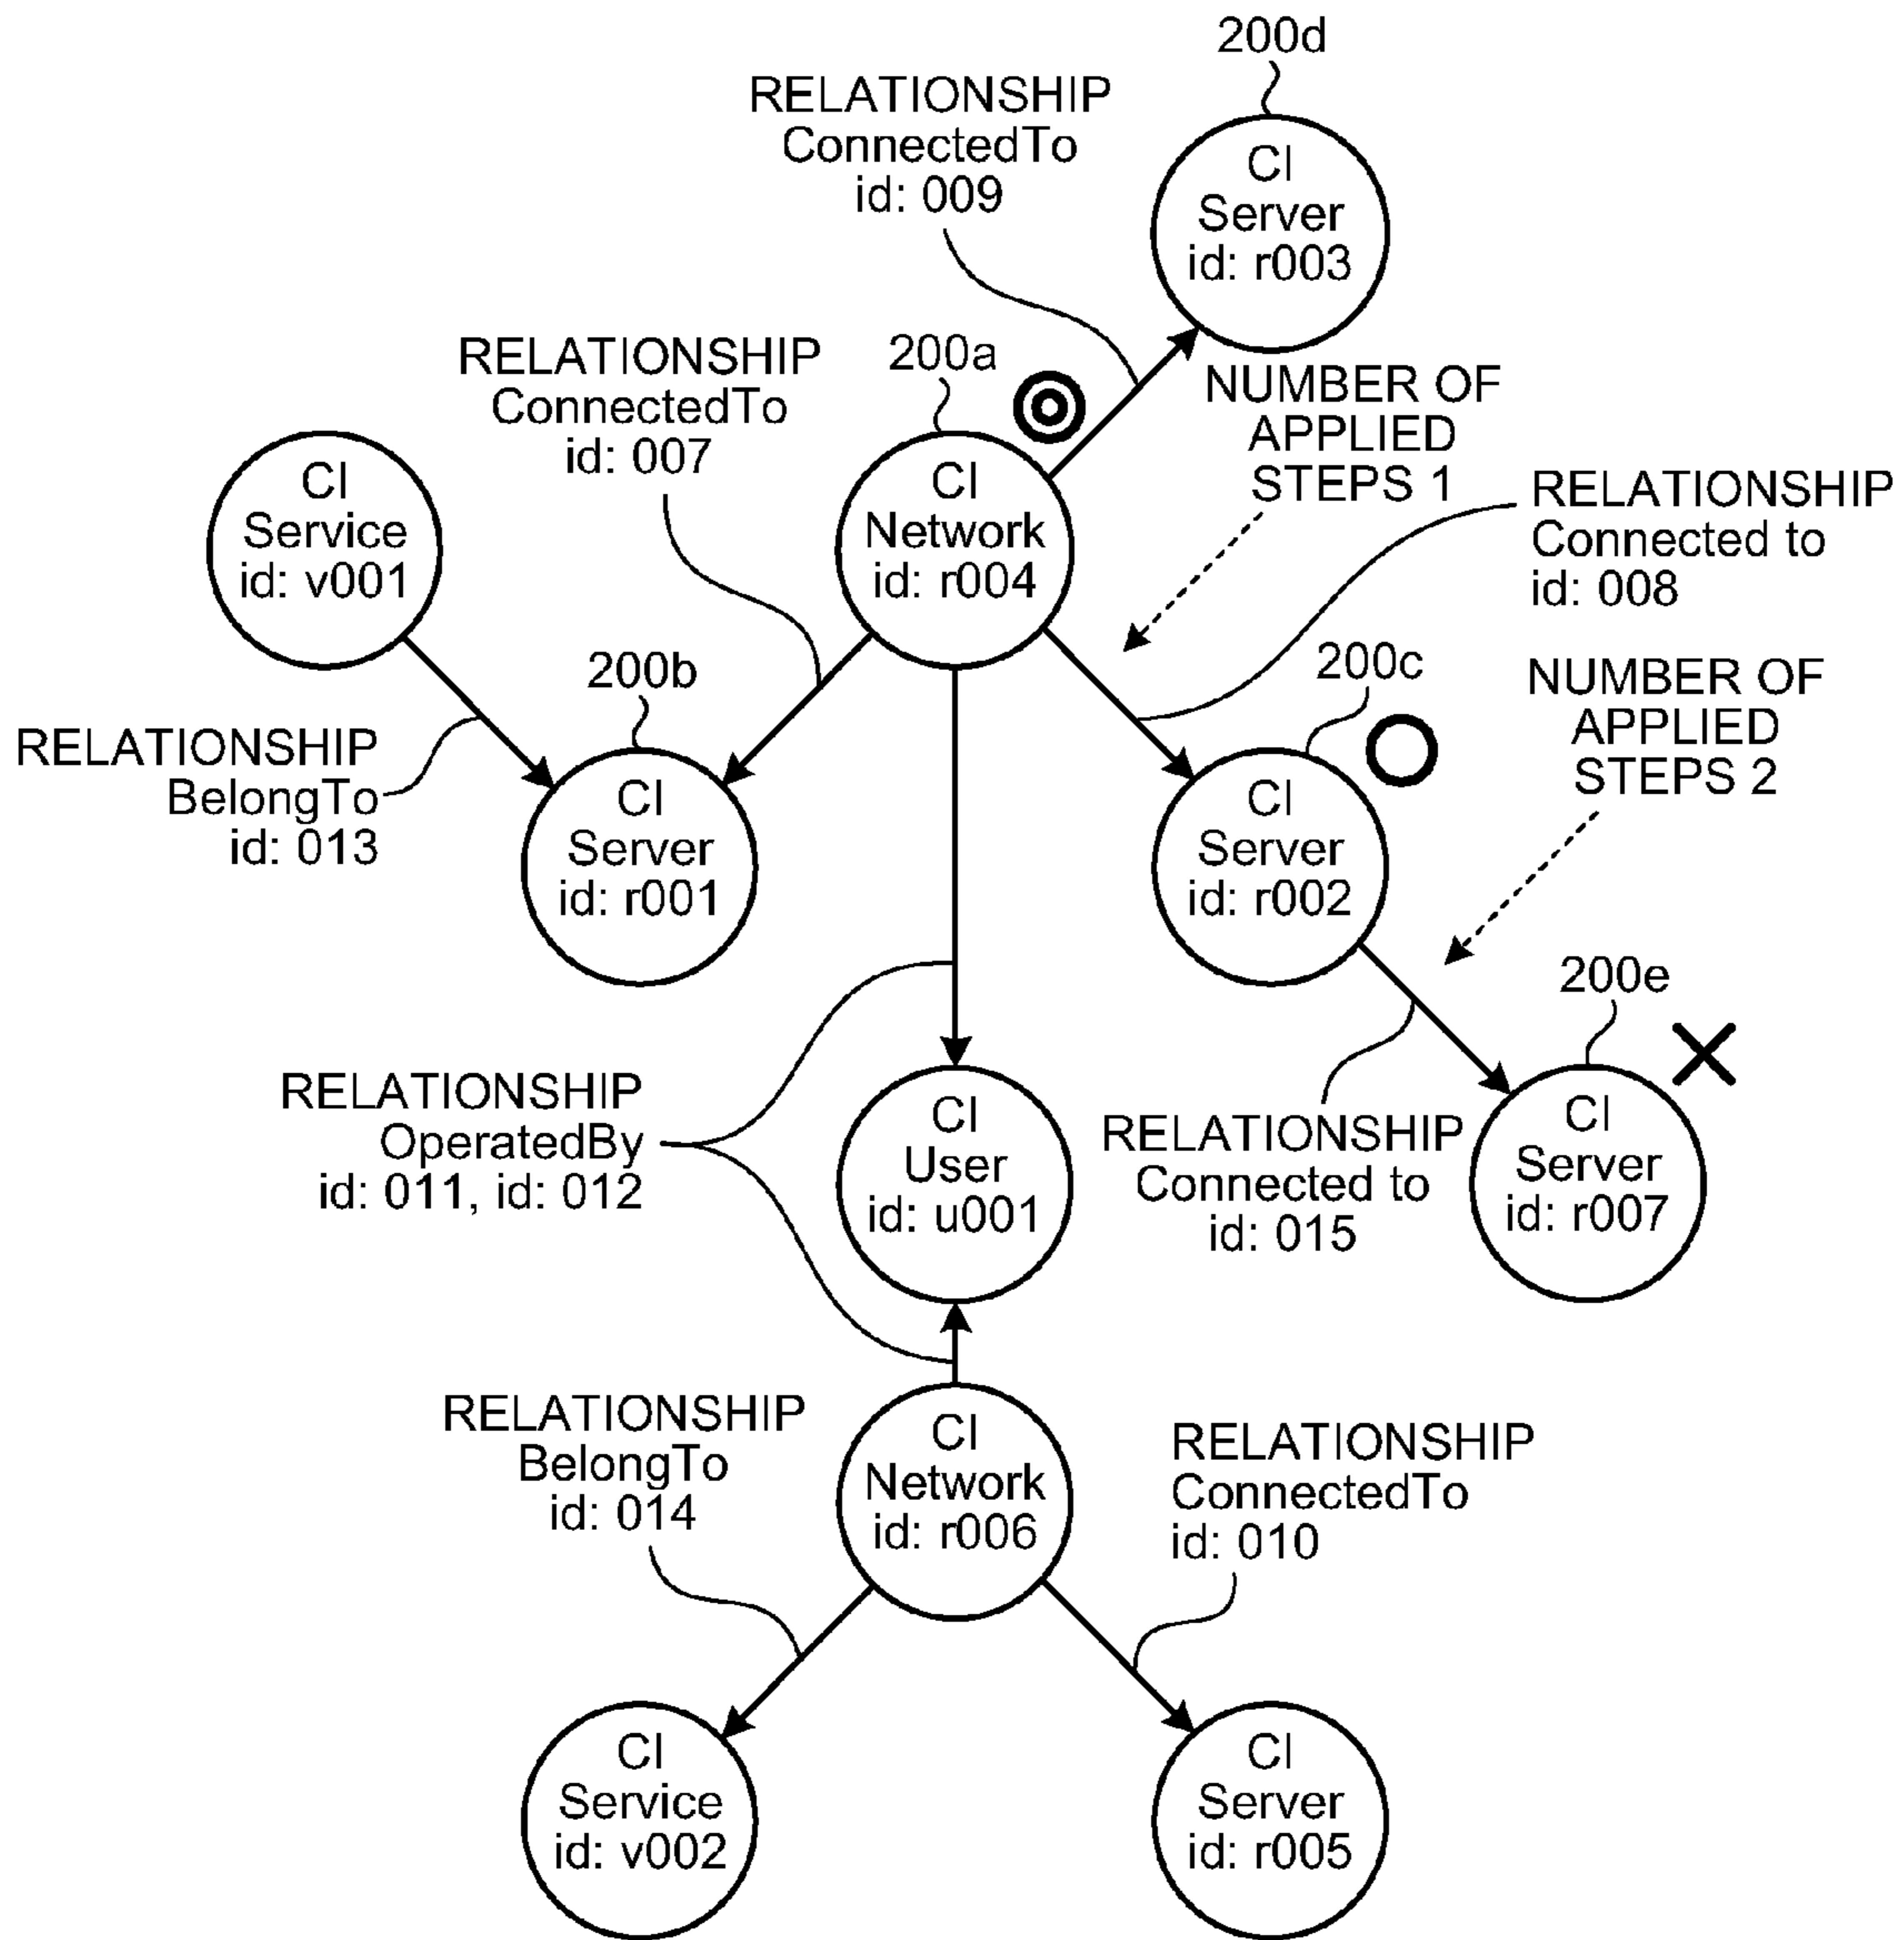 200d
RELATIONSHIP
ConnectedTo
id: 009
CI
Server
id: r003
RELATIONSHIP
ConnectedTo
id: 007
200a
NUMBER OF
APPLIED
STEPS 1
CI
Service
id: v001
CI
Network
id: r004
RELATIONSHIP
Connected to
id: 008
200b
200c
NUMBER OF
APPLIED
STEPS 2
RELATIONSHIP
BelongTo
id: 013
CI
Server
id: r001
CI
Server
id: r002
200e
RELATIONSHIP
OperatedBy
id: 011, id: 012
CI
User
id: u001
RELATIONSHIP
Connected to
id: 015
CI
Server
id: r007
RELATIONSHIP
BelongTo
id: 014
CI
Network
id: r006
RELATIONSHIP
ConnectedTo
id: 010
CI
Service
id: v002
CI
Server
id: r005